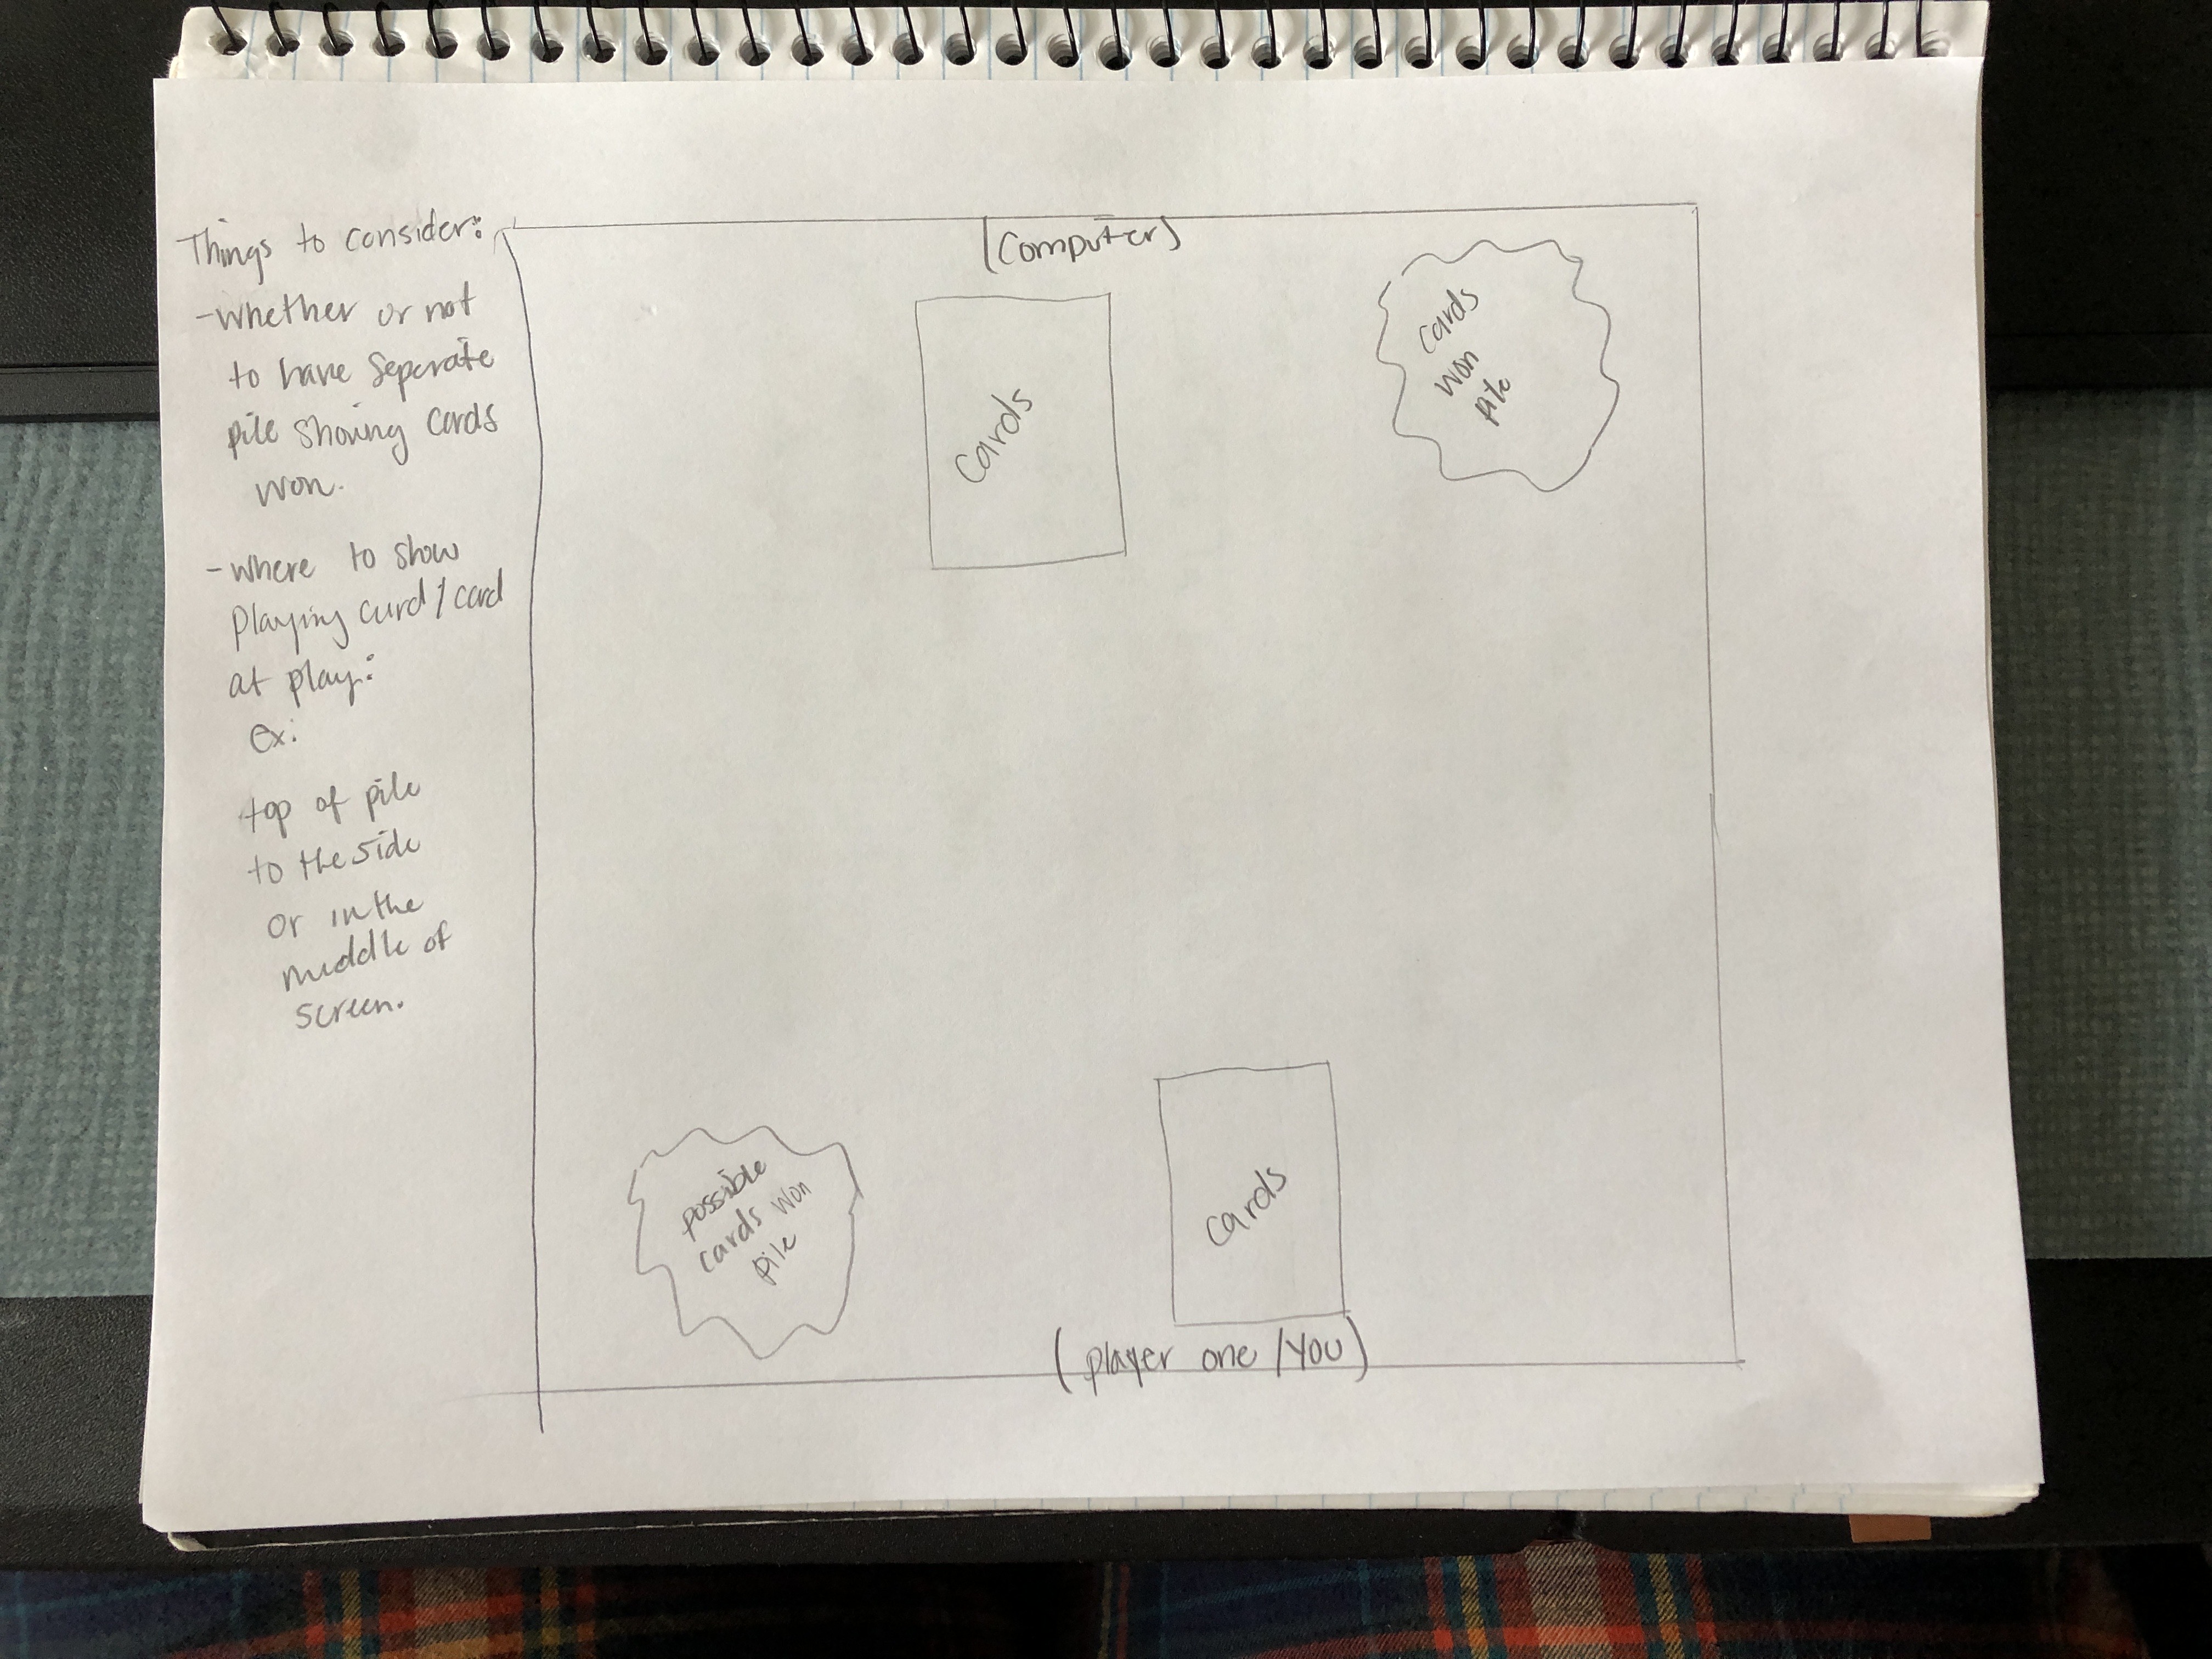 Things to consider:
- whether or not
to have seperate
pile showing cards
won.
- where to show
playing card / card
at play:
ex:
top of pile
to the side
or in the
middle of
screen.
(Computer)
Cards
Cards
won
pile
possible
cards won
pile
Cards
(player one / YOU)